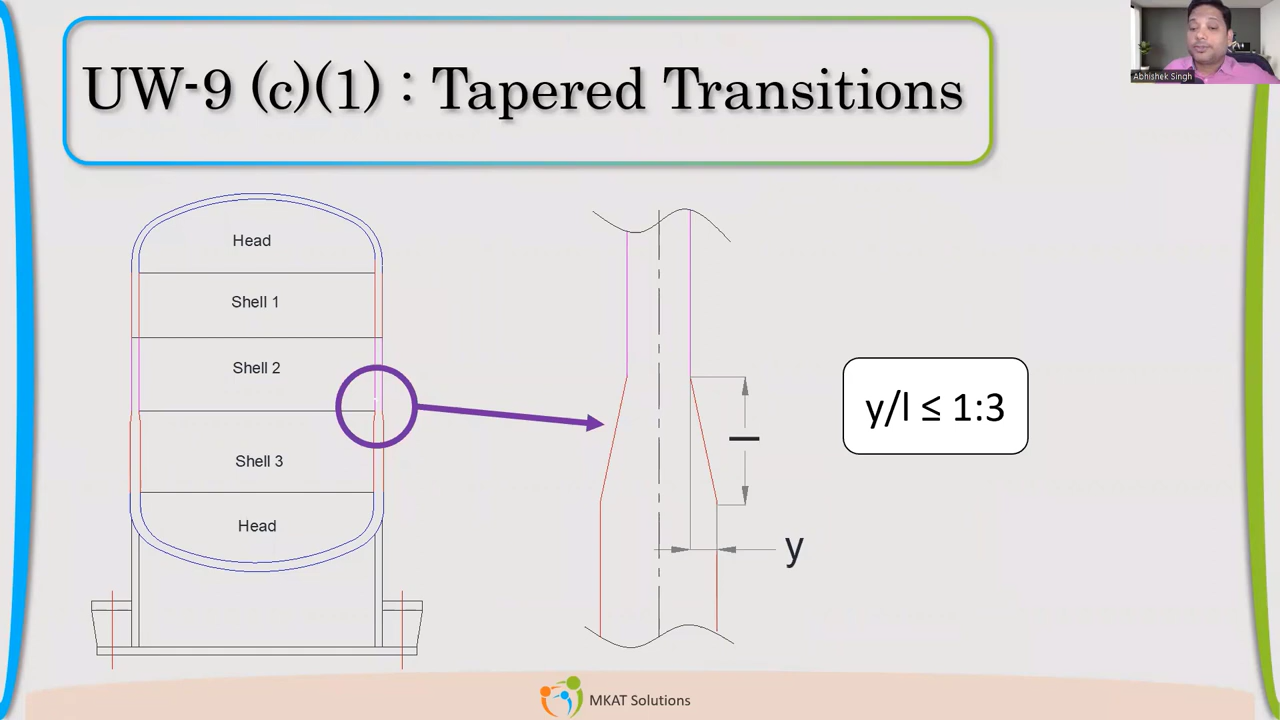 UW-9 (c)(1) : Tapered Transitions
Abhishek Singh
Head
Shell 1
Shell 2
Shell 3
Head
l
y
y/l ≤ 1:3
MKAT Solutions